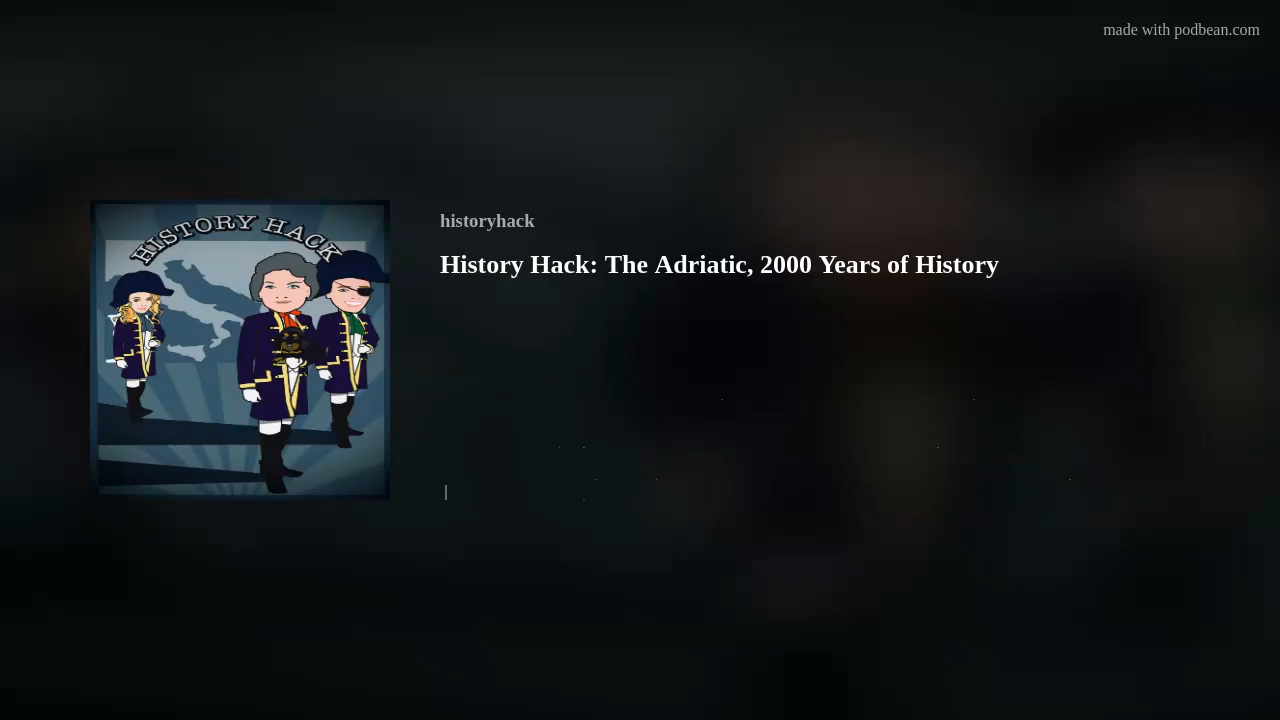 made with podbean.com
HISTORY HACK
historyhack
History Hack: The Adriatic, 2000 Years of History